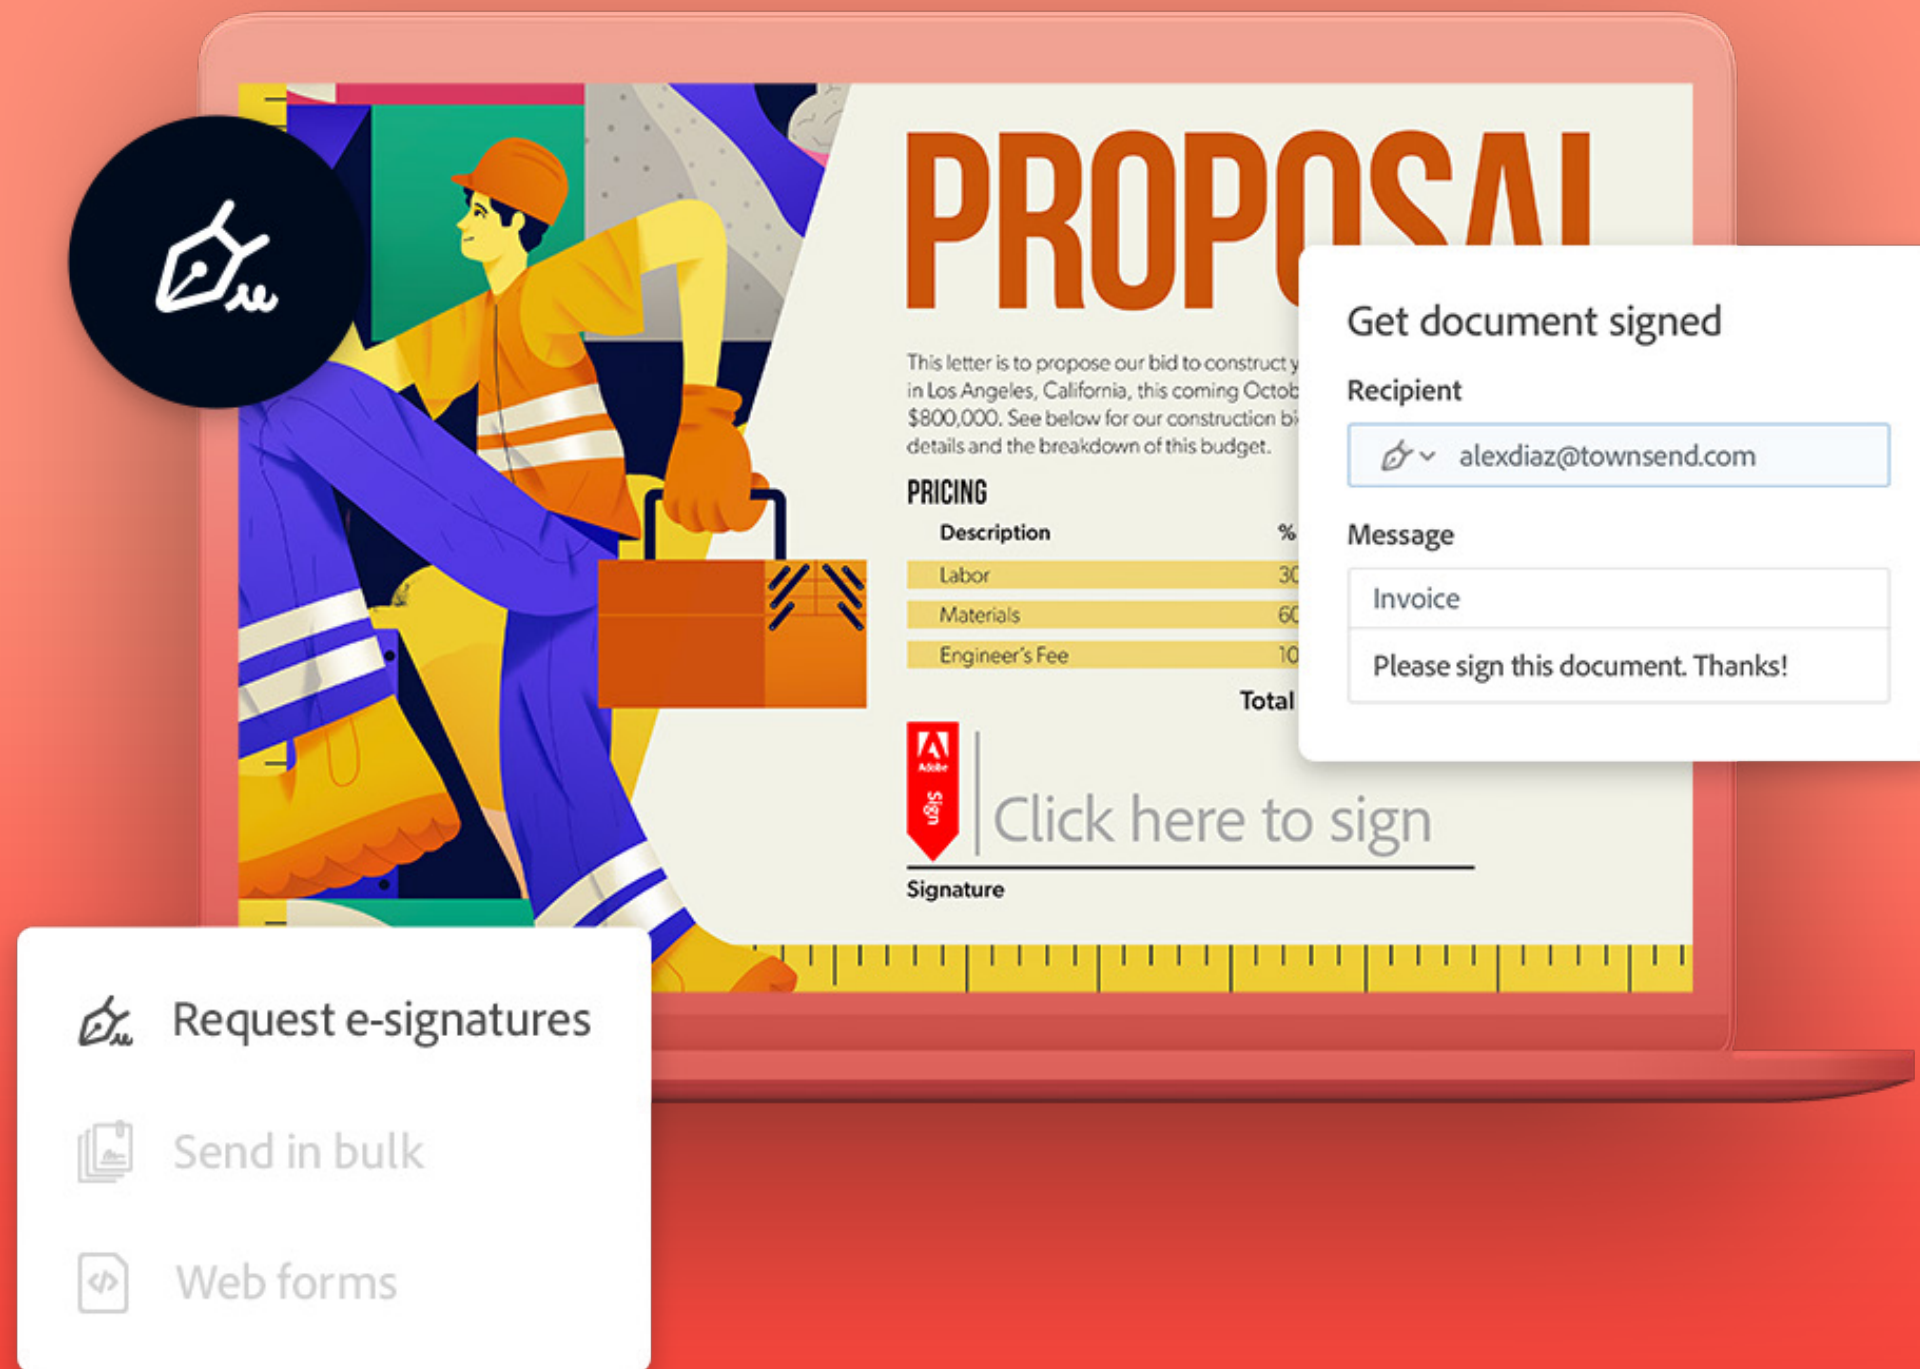 PROPOSAL
This letter is to propose our bid to construct
in Los Angeles, California, this coming
$800,000. See below for our construction
details and the breakdown of this budget.
PRICING
Description %
Labor 30
Materials 60
Engineer's Fee 10
Total
Adobe
Sign
Click here to sign
Signature
Get document signed
Recipient
alexdiaz@townsend.com
Message
Invoice
Please sign this document. Thanks!
Request e-signatures
Send in bulk
Web forms